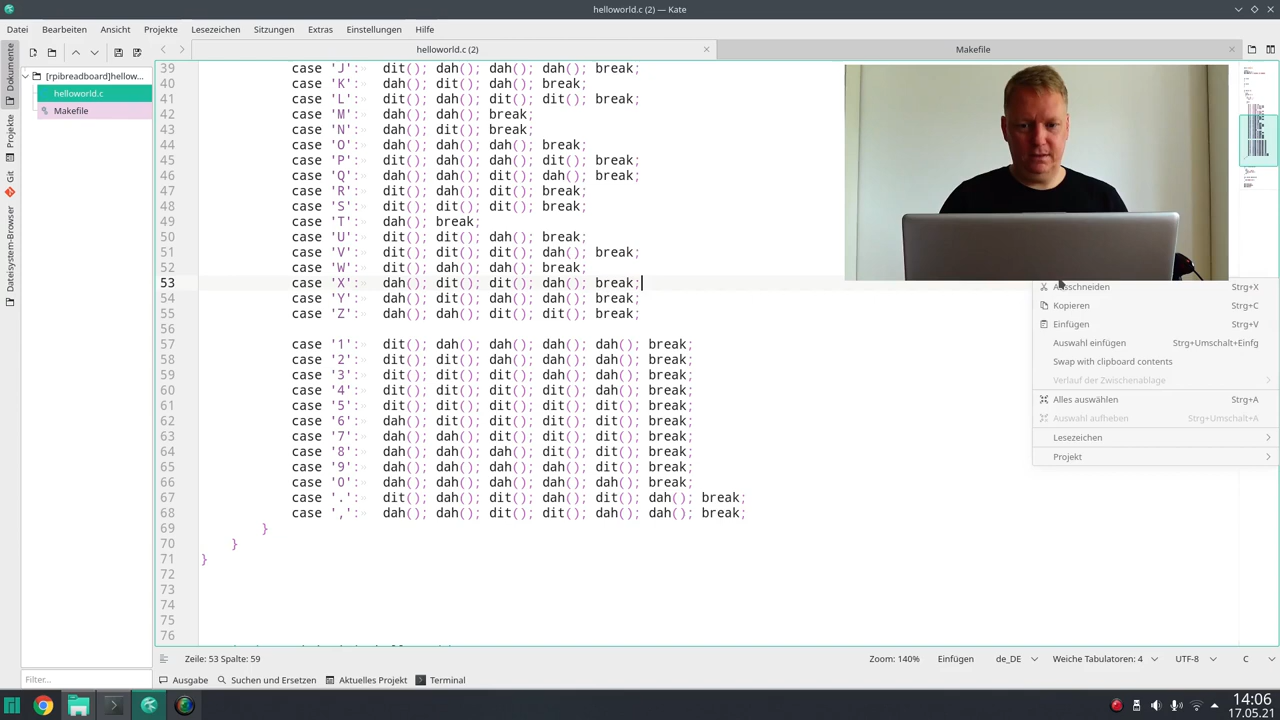 helloworld.c (2) — Kate
Datei Bearbeiten Ansicht Projekte Lesezeichen Sitzungen Extras Einstellungen Hilfe
helloworld.c (2) Makefile
Dokumente
Projekte
Git
Dateisystem-Browser
[rpibreadboard]hellow...
helloworld.c
Makefile
39 case 'J': dit(); dah(); dah(); dah(); break;
40 case 'K': dah(); dit(); dah(); break;
41 case 'L': dit(); dah(); dit(); dit(); break;
42 case 'M': dah(); dah(); break;
43 case 'N': dah(); dit(); break;
44 case 'O': dah(); dah(); dah(); break;
45 case 'P': dit(); dah(); dah(); dit(); break;
46 case 'Q': dah(); dah(); dit(); dah(); break;
47 case 'R': dit(); dah(); dit(); break;
48 case 'S': dit(); dit(); dit(); break;
49 case 'T': dah(); break;
50 case 'U': dit(); dit(); dah(); break;
51 case 'V': dit(); dit(); dit(); dah(); break;
52 case 'W': dit(); dah(); dah(); break;
53 case 'X': dah(); dit(); dit(); dah(); break;
54 case 'Y': dah(); dit(); dah(); dah(); break;
55 case 'Z': dah(); dah(); dit(); dit(); break;
56
57 case '1': dit(); dah(); dah(); dah(); dah(); break;
58 case '2': dit(); dit(); dah(); dah(); dah(); break;
59 case '3': dit(); dit(); dit(); dah(); dah(); break;
60 case '4': dit(); dit(); dit(); dit(); dah(); break;
61 case '5': dit(); dit(); dit(); dit(); dit(); break;
62 case '6': dah(); dit(); dit(); dit(); dit(); break;
63 case '7': dah(); dah(); dit(); dit(); dit(); break;
64 case '8': dah(); dah(); dah(); dit(); dit(); break;
65 case '9': dah(); dah(); dah(); dah(); dit(); break;
66 case '0': dah(); dah(); dah(); dah(); dah(); break;
67 case '.': dit(); dah(); dit(); dah(); dit(); dah(); break;
68 case ',': dah(); dah(); dit(); dit(); dah(); dah(); break;
69 }
70 }
71 }
72
73
74
75
76
Ausschneiden Strg+X
Kopieren Strg+C
Einfügen Strg+V
Auswahl einfügen Strg+Umschalt+Einfg
Swap with clipboard contents
Verlauf der Zwischenablage
Alles auswählen Strg+A
Auswahl aufheben Strg+Umschalt+A
Lesezeichen
Projekt
Filter...
Zeile: 53 Spalte: 59 Zoom: 140% Einfügen de_DE Weiche Tabulatoren: 4 UTF-8 C
Ausgabe Suchen und Ersetzen Aktuelles Projekt Terminal
14:06
17.05.21